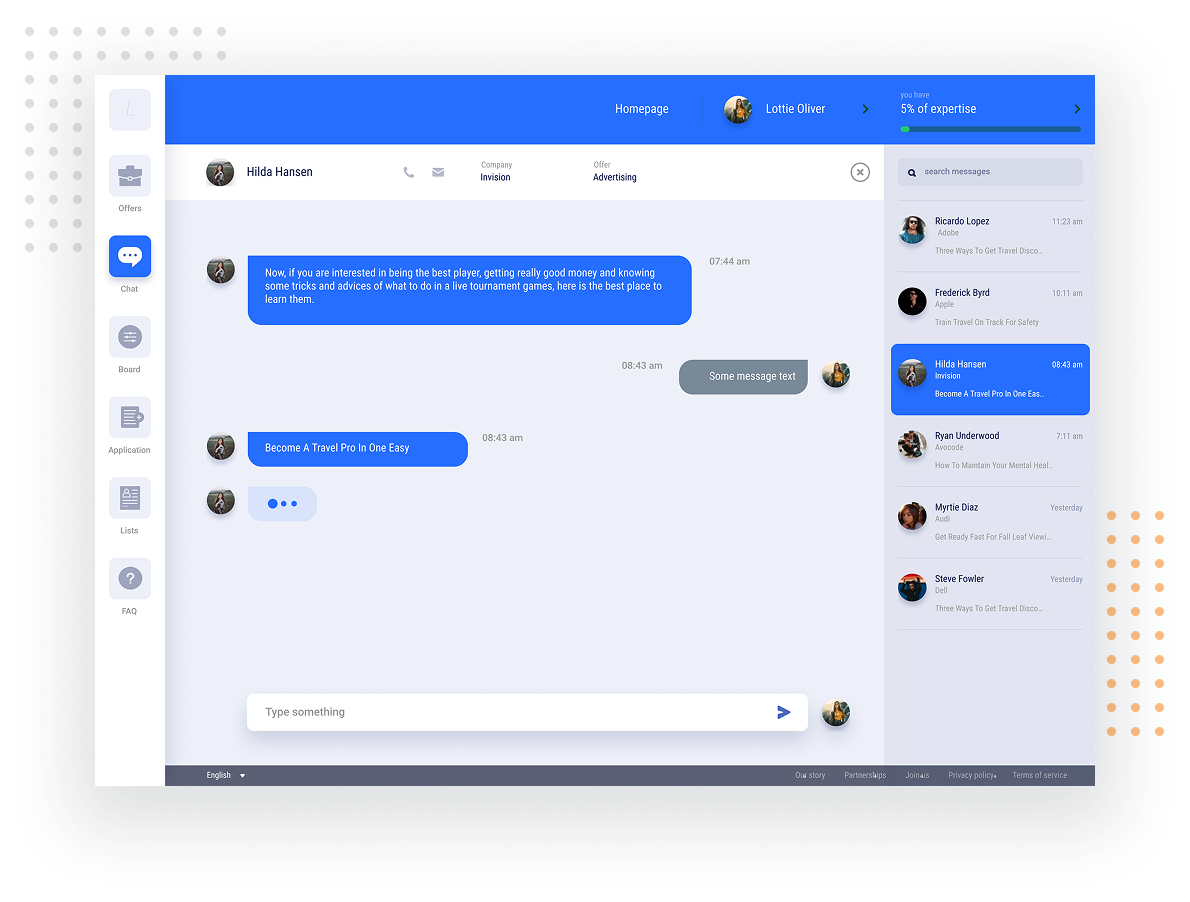 L
Offers
Chat
Board
Application
Lists
?
FAQ
Homepage
Lottie Oliver
you have
5% of expertise
Hilda Hansen
Company
Invision
Offer
Advertising
07:44 am
Now, if you are interested in being the best player, getting really good money and knowing
some tricks and advices of what to do in a live tournament games, here is the best place to
learn them.
08:43 am
Some message text
Become A Travel Pro In One Easy
08:43 am
Type something
search messages
Ricardo Lopez
11:23 am
Adobe
Three Ways To Get Travel Disco...
Frederick Byrd
10:11 am
Apple
Train Travel On Track For Safety
Hilda Hansen
08:43 am
Invision
Become A Travel Pro In One Eas..
Ryan Underwood
7:11 am
Avocode
How To Maintain Your Mental Heal..
Myrtie Diaz
Yesterday
Audi
Get Ready Fast For Fall Leaf Viewi...
Steve Fowler
Yesterday
Dell
Three Ways To Get Travel Disco...
English
Our story
Partnerships
Join us
Privacy policy
Terms of service